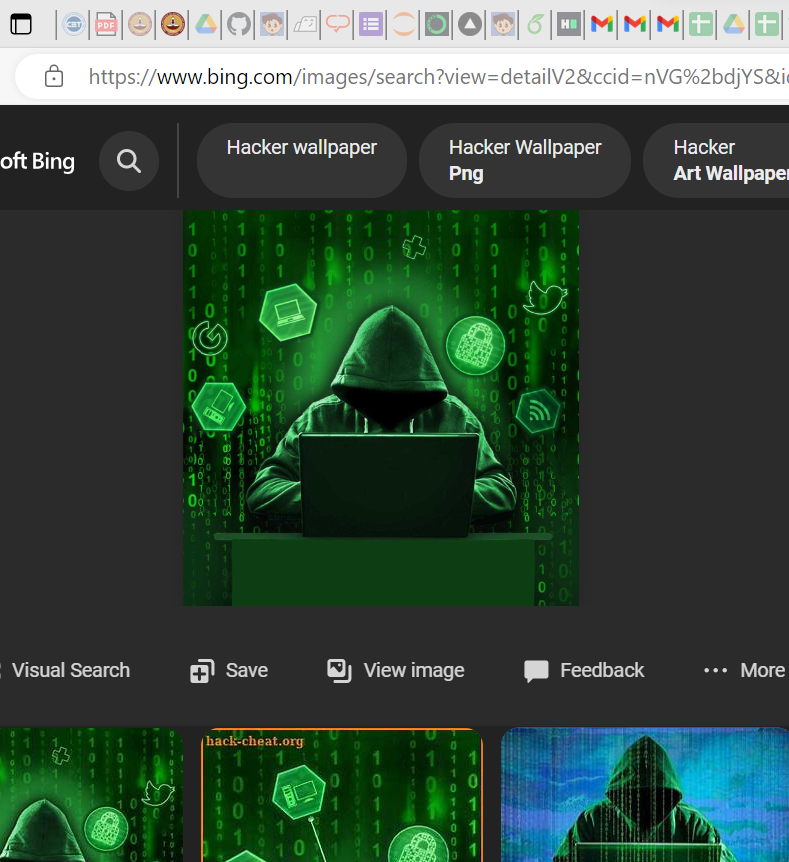 CST
PDF
H
https://www.bing.com/images/search?view=detailV2&ccid=nVG%2bdjYS&i
oft Bing
Hacker wallpaper
Hacker Wallpaper
Png
Hacker
Art Wallpaper
Visual Search
Save
View image
Feedback
More
hack-cheat.org